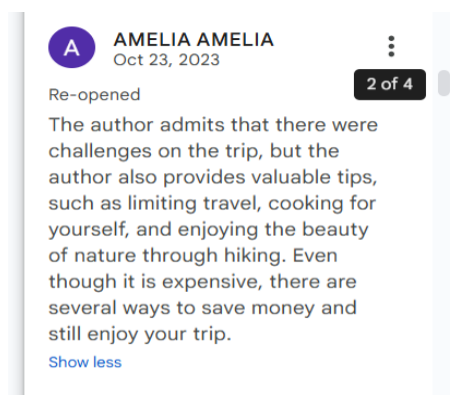 A
AMELIA AMELIA
Oct 23, 2023
2 of 4
Re-opened
The author admits that there were
challenges on the trip, but the
author also provides valuable tips,
such as limiting travel, cooking for
yourself, and enjoying the beauty
of nature through hiking. Even
though it is expensive, there are
several ways to save money and
still enjoy your trip.
Show less